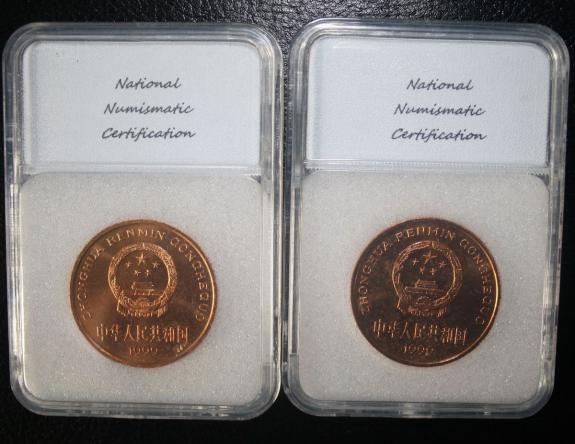 National
Numismatic
Certification
ZHONGHUA RENMIN GONGHEGUO
中华人民共和国
1999
National
Numismatic
Certification
ZHONGHUA RENMIN GONGHEGUO
中华人民共和国